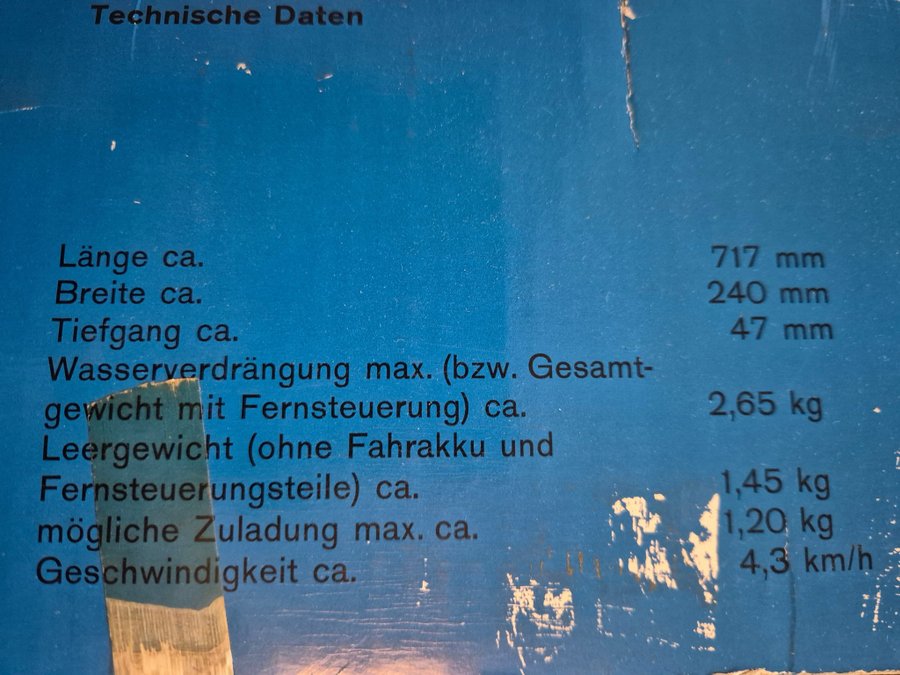 Technische Daten
Länge ca. 717 mm
Breite ca. 240 mm
Tiefgang ca. 47 mm
Wasserverdrängung max. (bzw. Gesamt-
gewicht mit Fernsteuerung) ca. 2,65 kg
Leergewicht (ohne Fahrakku und
Fernsteuerungsteile) ca. 1,45 kg
mögliche Zuladung max. ca. 1,20 kg
Geschwindigkeit ca. 4,3 km/h